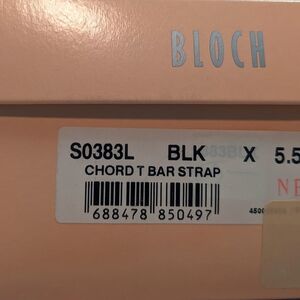 BLOCH
S0383L BLK X 5.5
CHORD T BAR STRAP
688478 850497